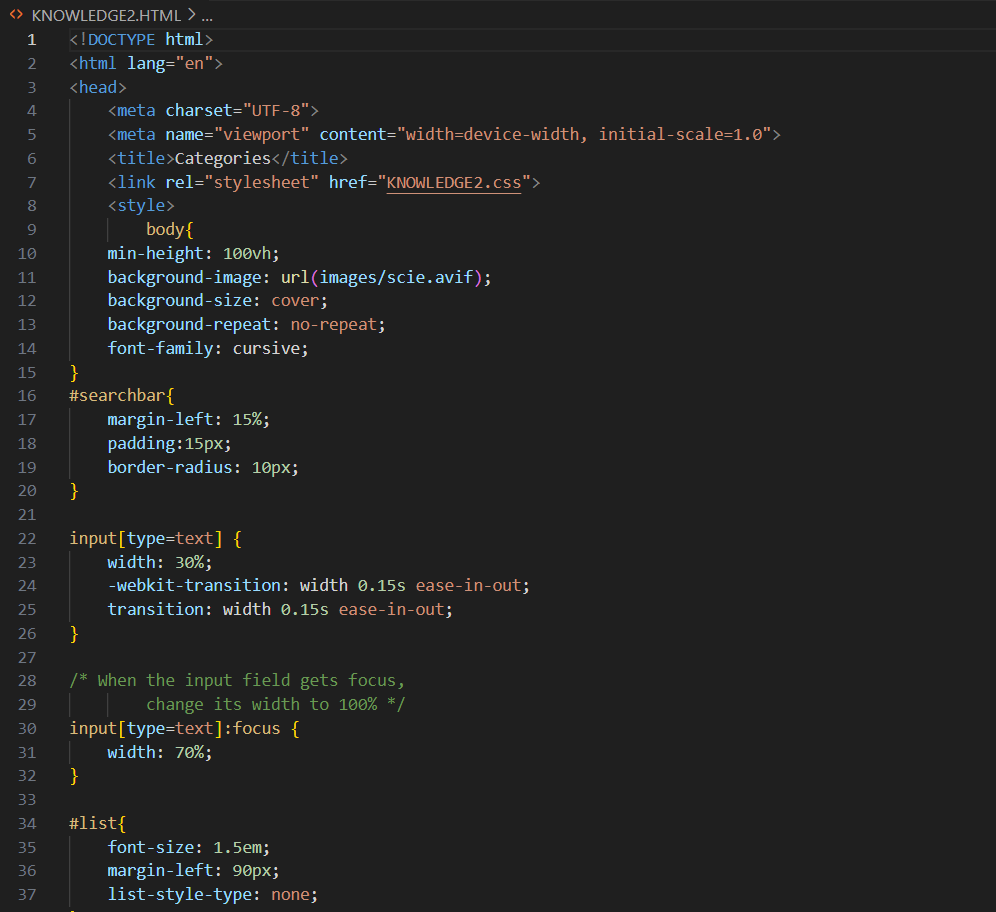 <> KNOWLEDGE2.HTML > ...
1 <!DOCTYPE html>
2 <html lang="en">
3 <head>
4     <meta charset="UTF-8">
5     <meta name="viewport" content="width=device-width, initial-scale=1.0">
6     <title>Categories</title>
7     <link rel="stylesheet" href="KNOWLEDGE2.css">
8     <style>
9         body{
10     min-height: 100vh;
11     background-image: url(images/scie.avif);
12     background-size: cover;
13     background-repeat: no-repeat;
14     font-family: cursive;
15 }
16 #searchbar{
17     margin-left: 15%;
18     padding:15px;
19     border-radius: 10px;
20 }
21
22 input[type=text] {
23     width: 30%;
24     -webkit-transition: width 0.15s ease-in-out;
25     transition: width 0.15s ease-in-out;
26 }
27
28 /* When the input field gets focus,
29         change its width to 100% */
30 input[type=text]:focus {
31     width: 70%;
32 }
33
34 #list{
35     font-size: 1.5em;
36     margin-left: 90px;
37     list-style-type: none;